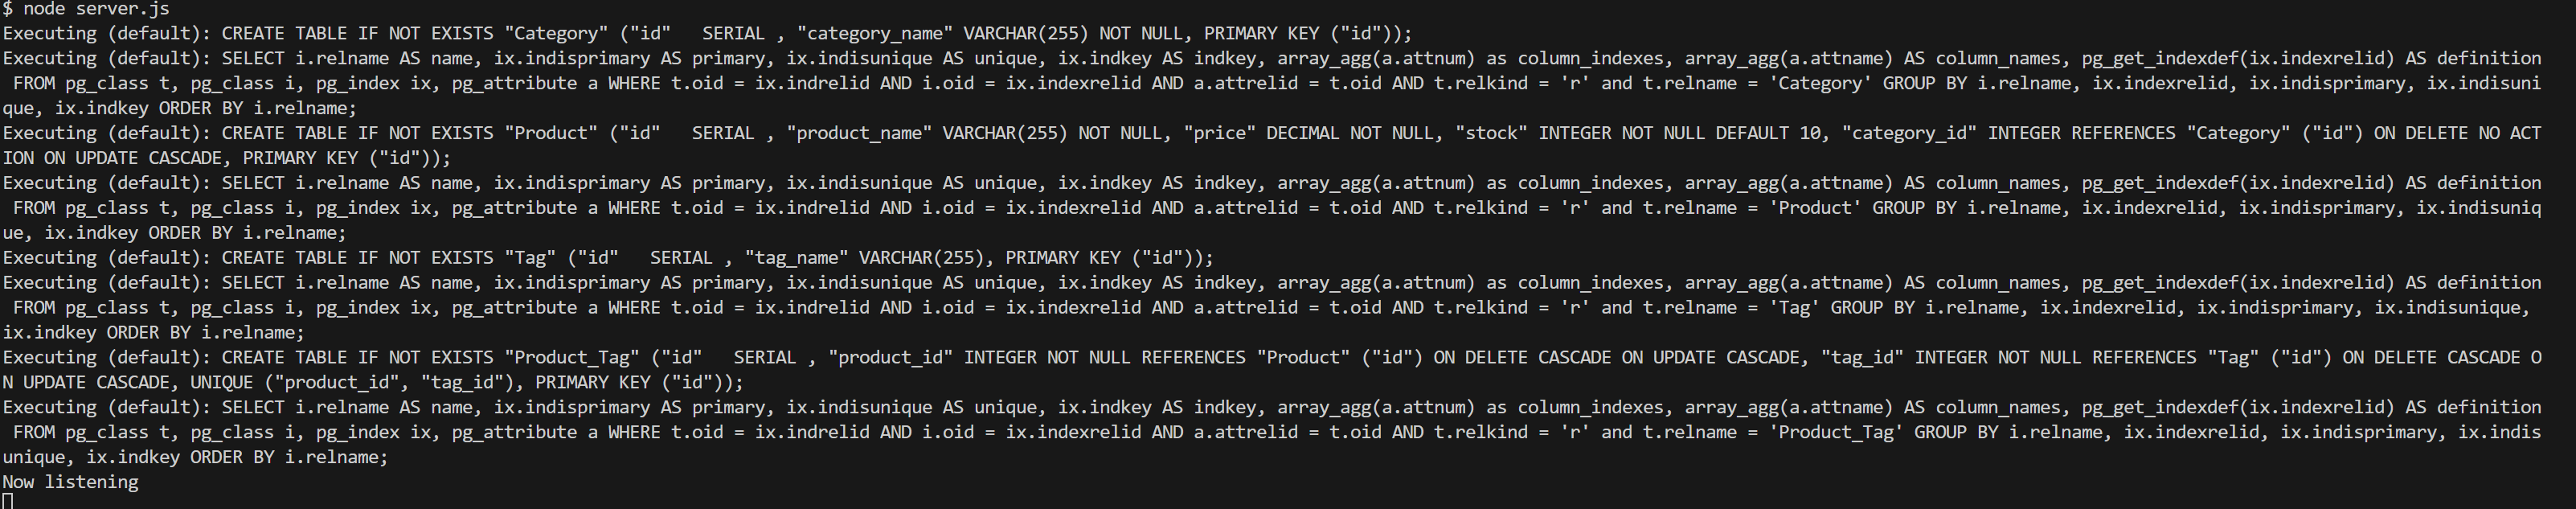 $ node server.js
Executing (default): CREATE TABLE IF NOT EXISTS "Category" ("id"   SERIAL , "category_name" VARCHAR(255) NOT NULL, PRIMARY KEY ("id"));
Executing (default): SELECT i.relname AS name, ix.indisprimary AS primary, ix.indisunique AS unique, ix.indkey AS indkey, array_agg(a.attnum) as column_indexes, array_agg(a.attname) AS column_names, pg_get_indexdef(ix.indexrelid) AS definition
 FROM pg_class t, pg_class i, pg_index ix, pg_attribute a WHERE t.oid = ix.indrelid AND i.oid = ix.indexrelid AND a.attrelid = t.oid AND t.relkind = 'r' and t.relname = 'Category' GROUP BY i.relname, ix.indexrelid, ix.indisprimary, ix.indisuni
que, ix.indkey ORDER BY i.relname;
Executing (default): CREATE TABLE IF NOT EXISTS "Product" ("id"   SERIAL , "product_name" VARCHAR(255) NOT NULL, "price" DECIMAL NOT NULL, "stock" INTEGER NOT NULL DEFAULT 10, "category_id" INTEGER REFERENCES "Category" ("id") ON DELETE NO ACT
ION ON UPDATE CASCADE, PRIMARY KEY ("id"));
Executing (default): SELECT i.relname AS name, ix.indisprimary AS primary, ix.indisunique AS unique, ix.indkey AS indkey, array_agg(a.attnum) as column_indexes, array_agg(a.attname) AS column_names, pg_get_indexdef(ix.indexrelid) AS definition
 FROM pg_class t, pg_class i, pg_index ix, pg_attribute a WHERE t.oid = ix.indrelid AND i.oid = ix.indexrelid AND a.attrelid = t.oid AND t.relkind = 'r' and t.relname = 'Product' GROUP BY i.relname, ix.indexrelid, ix.indisprimary, ix.indisuniq
ue, ix.indkey ORDER BY i.relname;
Executing (default): CREATE TABLE IF NOT EXISTS "Tag" ("id"   SERIAL , "tag_name" VARCHAR(255), PRIMARY KEY ("id"));
Executing (default): SELECT i.relname AS name, ix.indisprimary AS primary, ix.indisunique AS unique, ix.indkey AS indkey, array_agg(a.attnum) as column_indexes, array_agg(a.attname) AS column_names, pg_get_indexdef(ix.indexrelid) AS definition
 FROM pg_class t, pg_class i, pg_index ix, pg_attribute a WHERE t.oid = ix.indrelid AND i.oid = ix.indexrelid AND a.attrelid = t.oid AND t.relkind = 'r' and t.relname = 'Tag' GROUP BY i.relname, ix.indexrelid, ix.indisprimary, ix.indisunique,
ix.indkey ORDER BY i.relname;
Executing (default): CREATE TABLE IF NOT EXISTS "Product_Tag" ("id"   SERIAL , "product_id" INTEGER NOT NULL REFERENCES "Product" ("id") ON DELETE CASCADE ON UPDATE CASCADE, "tag_id" INTEGER NOT NULL REFERENCES "Tag" ("id") ON DELETE CASCADE O
N UPDATE CASCADE, UNIQUE ("product_id", "tag_id"), PRIMARY KEY ("id"));
Executing (default): SELECT i.relname AS name, ix.indisprimary AS primary, ix.indisunique AS unique, ix.indkey AS indkey, array_agg(a.attnum) as column_indexes, array_agg(a.attname) AS column_names, pg_get_indexdef(ix.indexrelid) AS definition
 FROM pg_class t, pg_class i, pg_index ix, pg_attribute a WHERE t.oid = ix.indrelid AND i.oid = ix.indexrelid AND a.attrelid = t.oid AND t.relkind = 'r' and t.relname = 'Product_Tag' GROUP BY i.relname, ix.indexrelid, ix.indisprimary, ix.indis
unique, ix.indkey ORDER BY i.relname;
Now listening